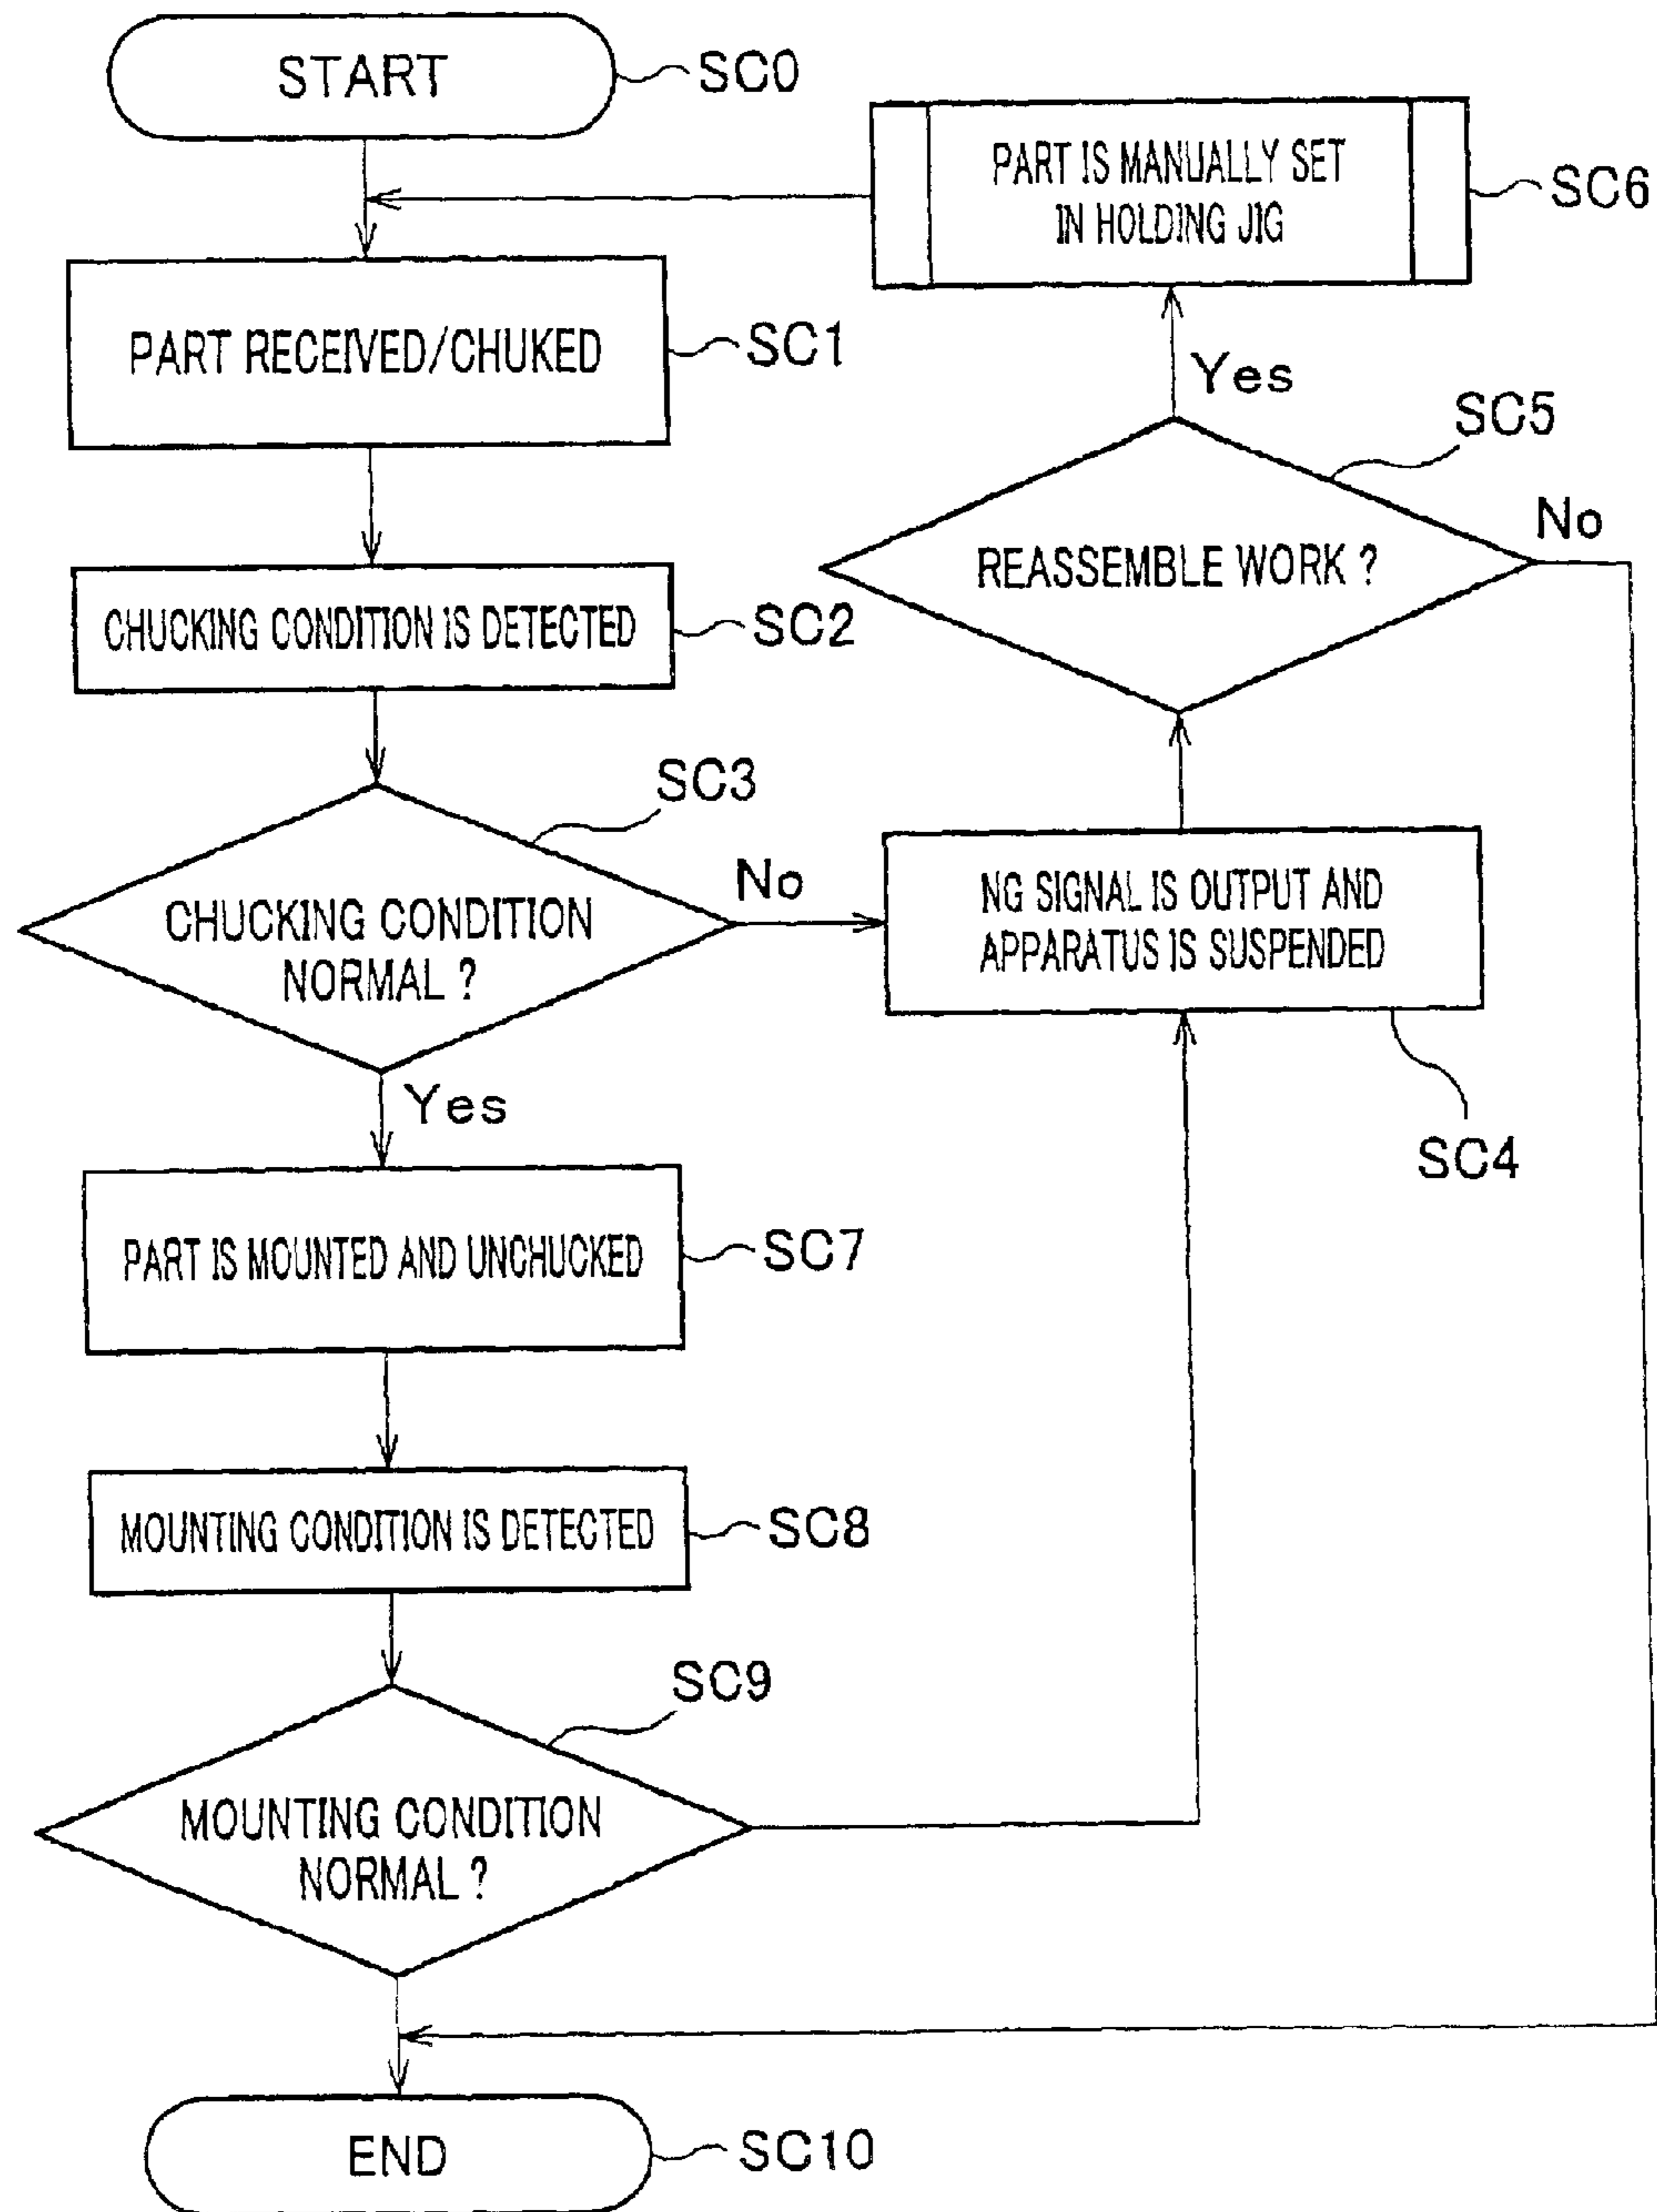 START
SC0
PART IS MANUALLY SET
IN HOLDING JIG
SC6
PART RECEIVED/CHUKED
SC1
Yes
SC5
No
REASSEMBLE WORK ?
CHUCKING CONDITION IS DETECTED
SC2
SC3
CHUCKING CONDITION
NORMAL ?
No
NG SIGNAL IS OUTPUT AND
APPARATUS IS SUSPENDED
SC4
Yes
PART IS MOUNTED AND UNCHUCKED
SC7
MOUNTING CONDITION IS DETECTED
SC8
SC9
MOUNTING CONDITION
NORMAL ?
END
SC10